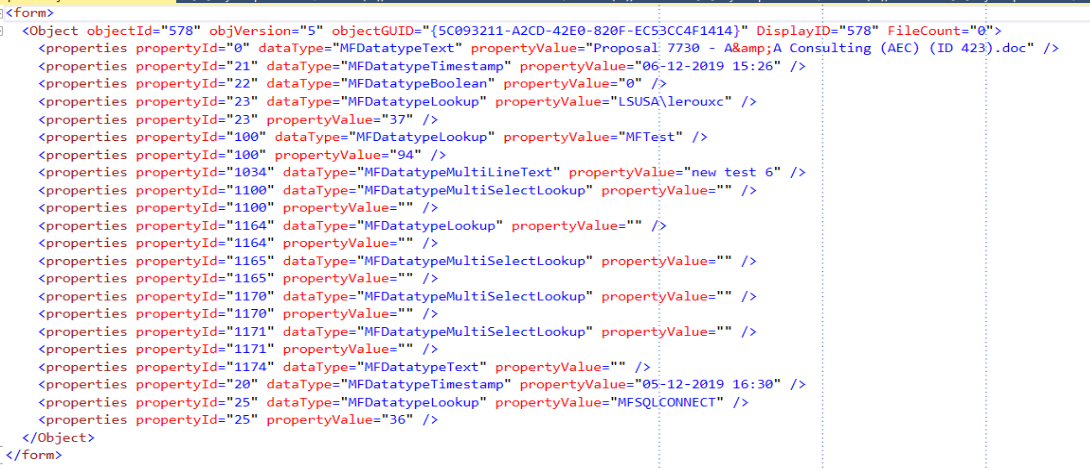 <form>
<Object objectId="578" objVersion="5" objectGUID="{5C093211-A2CD-42E0-820F-EC53CC4F1414}" DisplayID="578" FileCount="0">
<properties propertyId="0" dataType="MFDatatypeText" propertyValue="Proposal 7730 - A&amp;A Consulting (AEC) (ID 423).doc" />
<properties propertyId="21" dataType="MFDatatypeTimestamp" propertyValue="06-12-2019 15:26" />
<properties propertyId="22" dataType="MFDatatypeBoolean" propertyValue="0" />
<properties propertyId="23" dataType="MFDatatypeLookup" propertyValue="LSUSA\lerouxc" />
<properties propertyId="23" propertyValue="37" />
<properties propertyId="100" dataType="MFDatatypeLookup" propertyValue="MFTest" />
<properties propertyId="100" propertyValue="94" />
<properties propertyId="1034" dataType="MFDatatypeMultiLineText" propertyValue="new test 6" />
<properties propertyId="1100" dataType="MFDatatypeMultiSelectLookup" propertyValue="" />
<properties propertyId="1100" propertyValue="" />
<properties propertyId="1164" dataType="MFDatatypeLookup" propertyValue="" />
<properties propertyId="1164" propertyValue="" />
<properties propertyId="1165" dataType="MFDatatypeMultiSelectLookup" propertyValue="" />
<properties propertyId="1165" propertyValue="" />
<properties propertyId="1170" dataType="MFDatatypeMultiSelectLookup" propertyValue="" />
<properties propertyId="1170" propertyValue="" />
<properties propertyId="1171" dataType="MFDatatypeMultiSelectLookup" propertyValue="" />
<properties propertyId="1171" propertyValue="" />
<properties propertyId="1174" dataType="MFDatatypeText" propertyValue="" />
<properties propertyId="20" dataType="MFDatatypeTimestamp" propertyValue="05-12-2019 16:30" />
<properties propertyId="25" dataType="MFDatatypeLookup" propertyValue="MFSQLCONNECT" />
<properties propertyId="25" propertyValue="36" />
</Object>
</form>